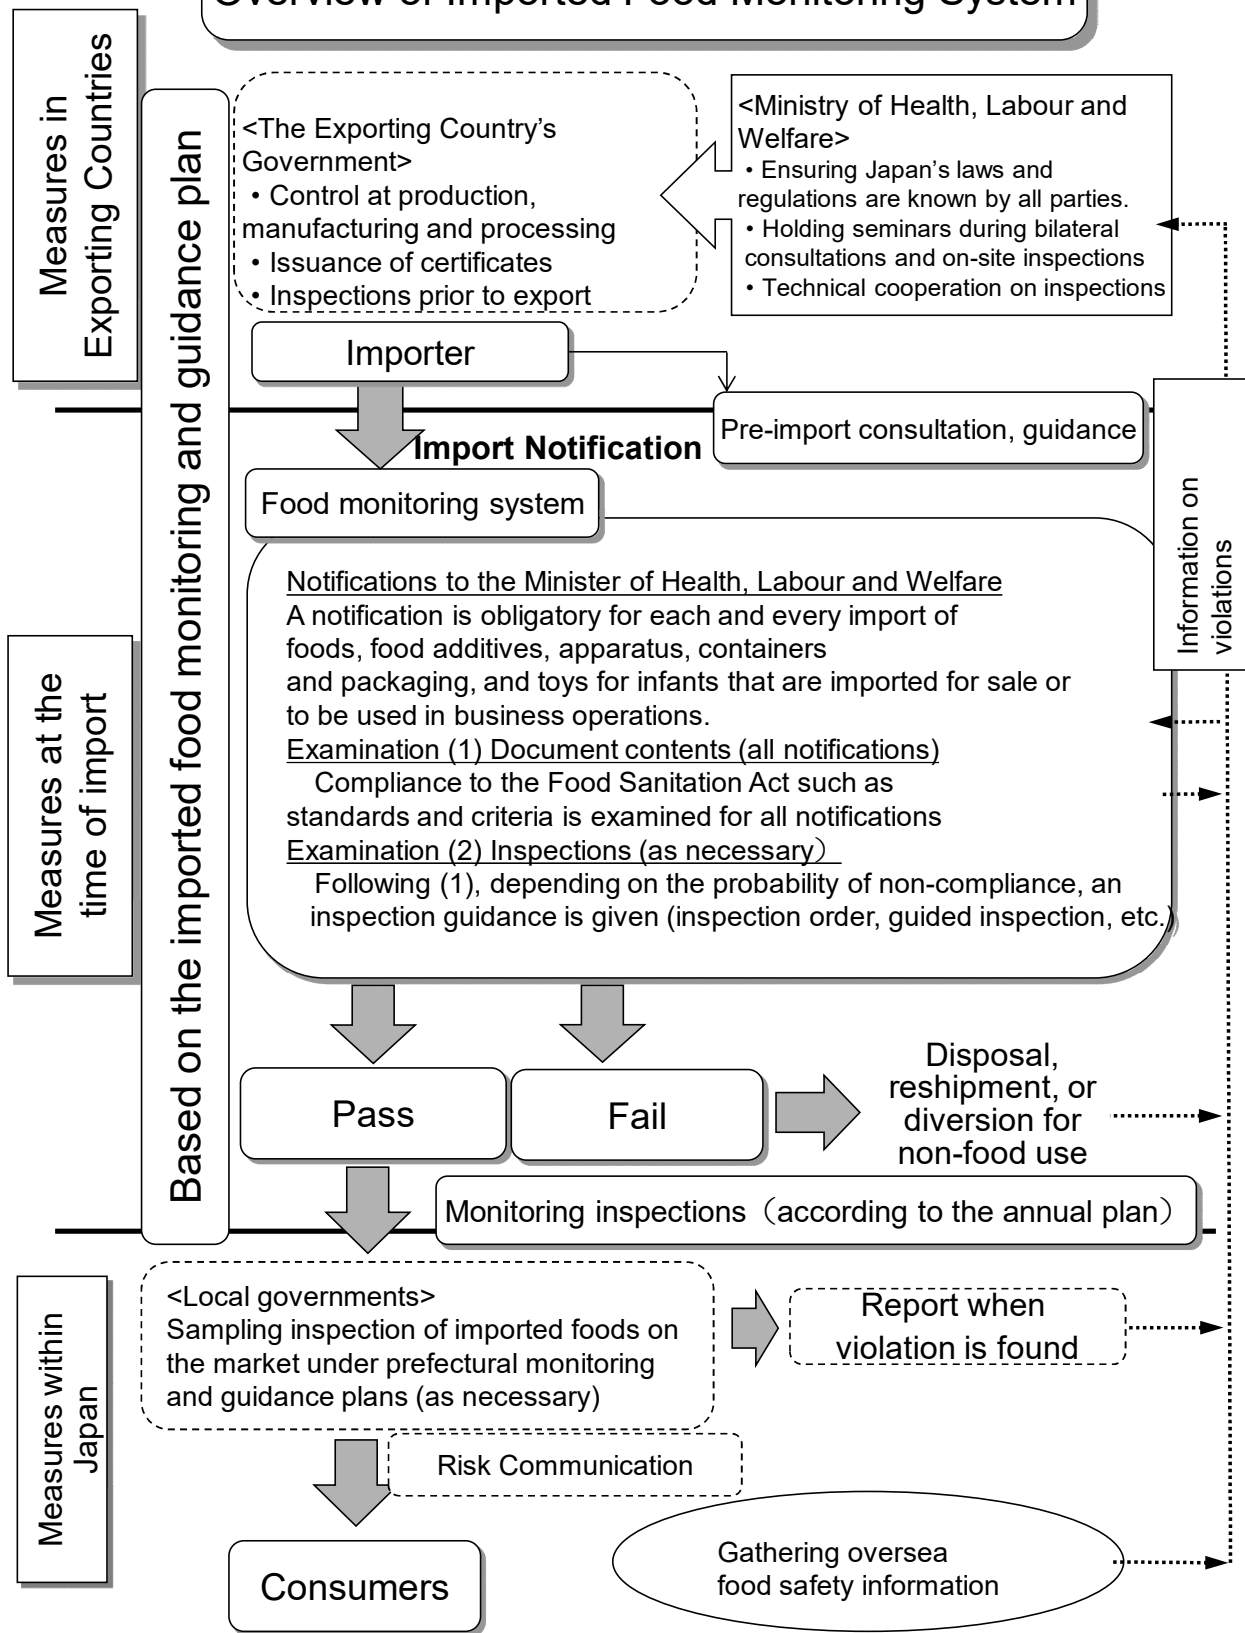 Overview of Imported Food Monitoring System
Measures in
Exporting Countries
Based on the imported food monitoring and guidance plan
<The Exporting Country's
Government>
・Control at production,
manufacturing and processing
・Issuance of certificates
・Inspections prior to export
<Ministry of Health, Labour and
Welfare>
・Ensuring Japan's laws and
regulations are known by all parties.
・Holding seminars during bilateral
consultations and on-site inspections
・Technical cooperation on inspections
Importer
Pre-import consultation, guidance
Import Notification
Information on
violations
Measures at the
time of import
Food monitoring system
Notifications to the Minister of Health, Labour and Welfare
A notification is obligatory for each and every import of
foods, food additives, apparatus, containers
and packaging, and toys for infants that are imported for sale or
to be used in business operations.
Examination (1) Document contents (all notifications)
Compliance to the Food Sanitation Act such as
standards and criteria is examined for all notifications
Examination (2) Inspections (as necessary）
Following (1), depending on the probability of non-compliance, an
inspection guidance is given (inspection order, guided inspection, etc.)
Pass
Fail
Disposal,
reshipment, or
diversion for
non-food use
Monitoring inspections（according to the annual plan）
Measures within
Japan
<Local governments>
Sampling inspection of imported foods on
the market under prefectural monitoring
and guidance plans (as necessary)
Report when
violation is found
Risk Communication
Consumers
Gathering oversea
food safety information